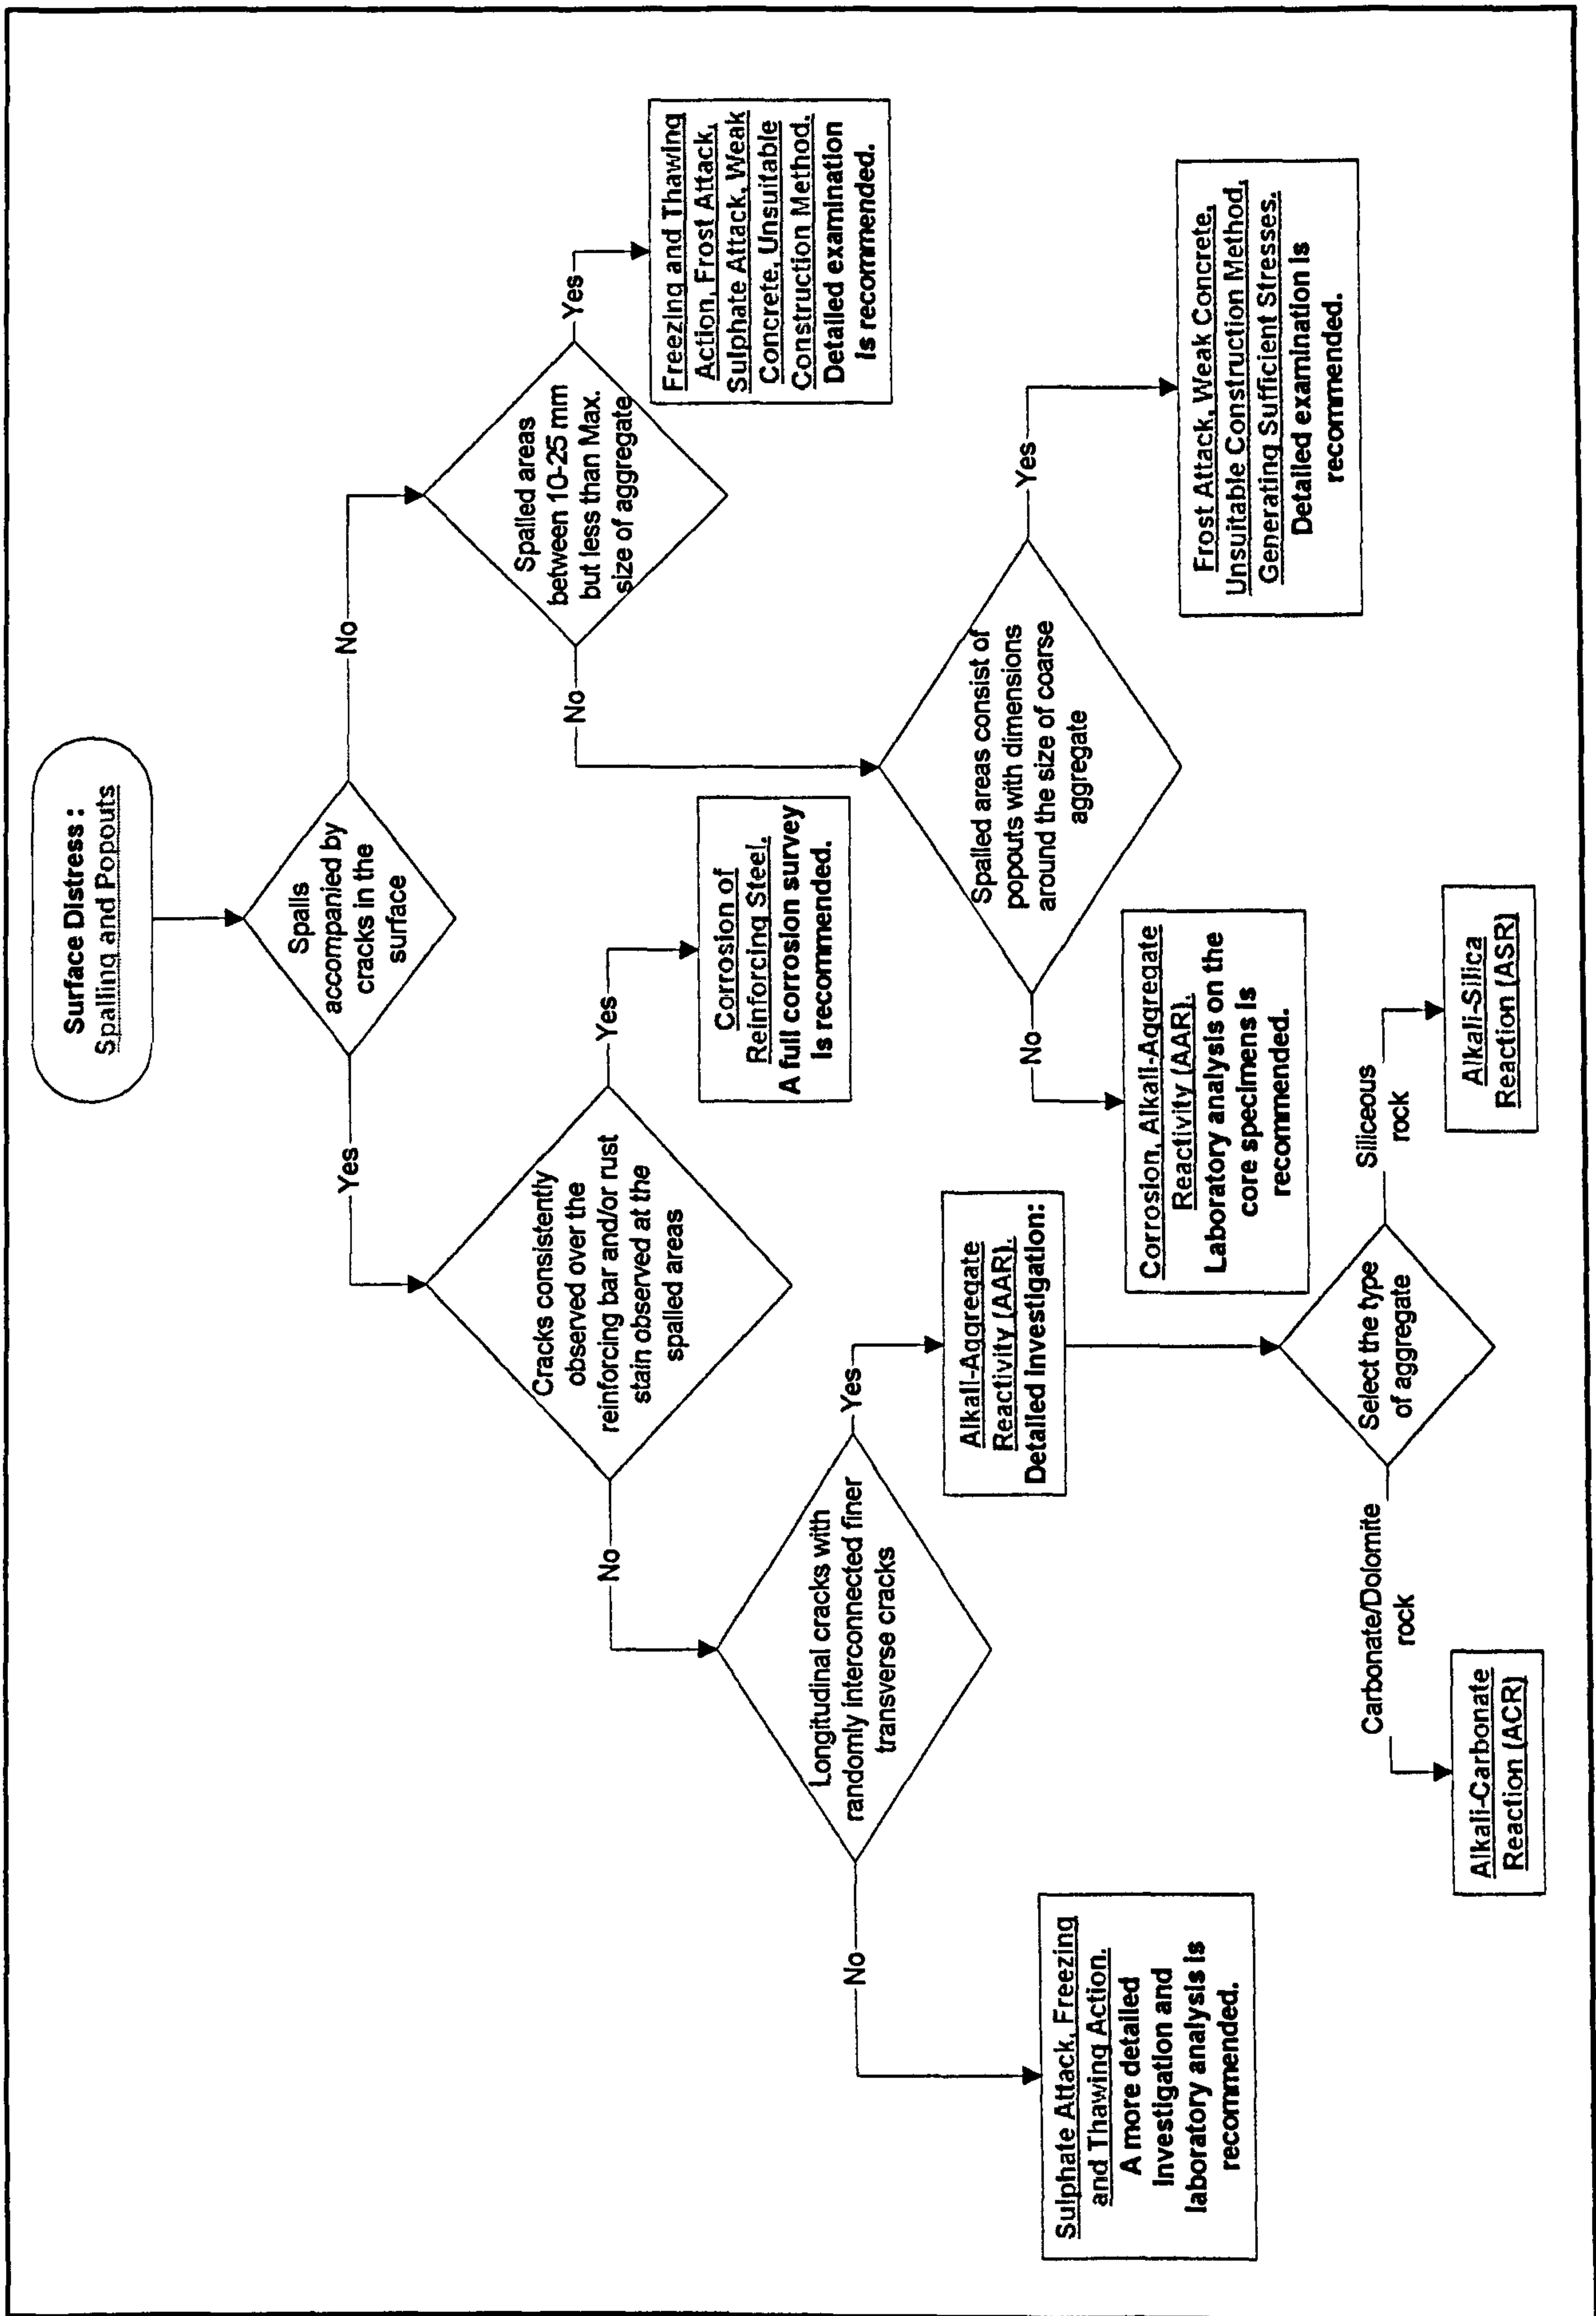 Surface Distress :
Spalling and Popouts
Spalls
accompanied by
cracks in the
surface
Yes
No
Cracks consistently
observed over the
reinforcing bar and/or rust
stain observed at the
spalled areas
Spalled areas
between 10-25 mm
but less than Max.
size of aggregate
No
Yes
No
Yes
Longitudinal cracks with
randomly interconnected finer
transverse cracks
Corrosion of
Reinforcing Steel.
A full corrosion survey
is recommended.
Spalled areas consist of
popouts with dimensions
around the size of coarse
aggregate
Freezing and Thawing
Action, Frost Attack,
Sulphate Attack, Weak
Concrete, Unsuitable
Construction Method.
Detailed examination
is recommended.
No
Yes
No
Yes
Sulphate Attack, Freezing
and Thawing Action.
A more detailed
investigation and
laboratory analysis is
recommended.
Alkali-Aggregate
Reactivity (AAR).
Detailed Investigation:
Corrosion, Alkali-Aggregate
Reactivity (AAR).
Laboratory analysis on the
core specimens is
recommended.
Frost Attack, Weak Concrete,
Unsuitable Construction Method,
Generating Sufficient Stresses.
Detailed examination is
recommended.
Select the type
of aggregate
Carbonate/Dolomite
rock
Siliceous
rock
Alkali-Carbonate
Reaction (ACR)
Alkali-Silica
Reaction (ASR)